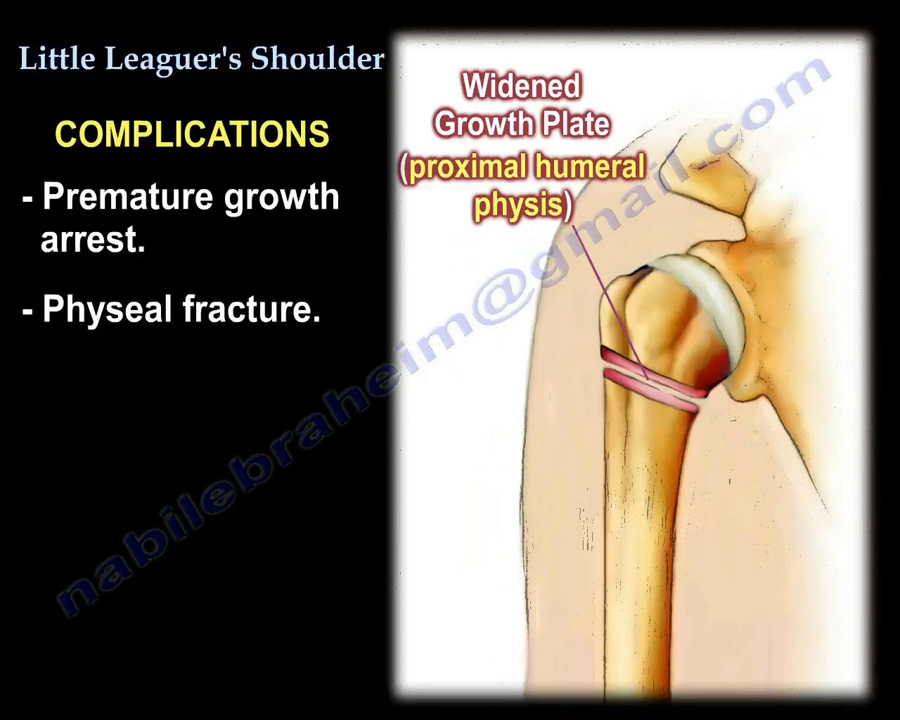 Little Leaguer's Shoulder
COMPLICATIONS
- Premature growth
arrest.
- Physeal fracture.
Widened
Growth Plate
(proximal humeral
physis)
nabilebraheim@gmail.com